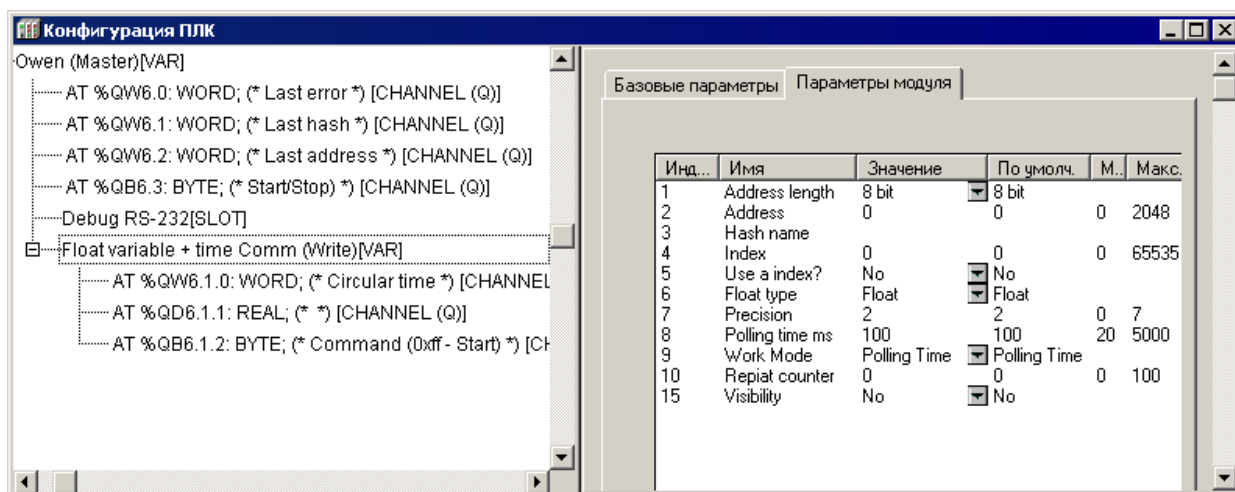 Конфигурация ПЛК
Owen (Master)[VAR]
AT %QW6.0: WORD; (* Last error *) [CHANNEL (Q)]
AT %QW6.1: WORD; (* Last hash *) [CHANNEL (Q)]
AT %QW6.2: WORD; (* Last address *) [CHANNEL (Q)]
AT %QB6.3: BYTE; (* Start/Stop) *) [CHANNEL (Q)]
Debug RS-232[SLOT]
Float variable + time Comm (Write)[VAR]
AT %QW6.1.0: WORD; (* Circular time *) [CHANNEL
AT %QD6.1.1: REAL; (* *) [CHANNEL (Q)]
AT %QB6.1.2: BYTE; (* Command (0xff - Start) *) [CH
Базовые параметры Параметры модуля
Инд... Имя Значение По умолч. М.. Макс.
1 Address length 8 bit 8 bit
2 Address 0 0 0 2048
3 Hash name
4 Index 0 0 0 65535
5 Use a index? No No
6 Float type Float Float
7 Precision 2 2 0 7
8 Polling time ms 100 100 20 5000
9 Work Mode Polling Time Polling Time
10 Repiat counter 0 0 0 100
15 Visibility No No